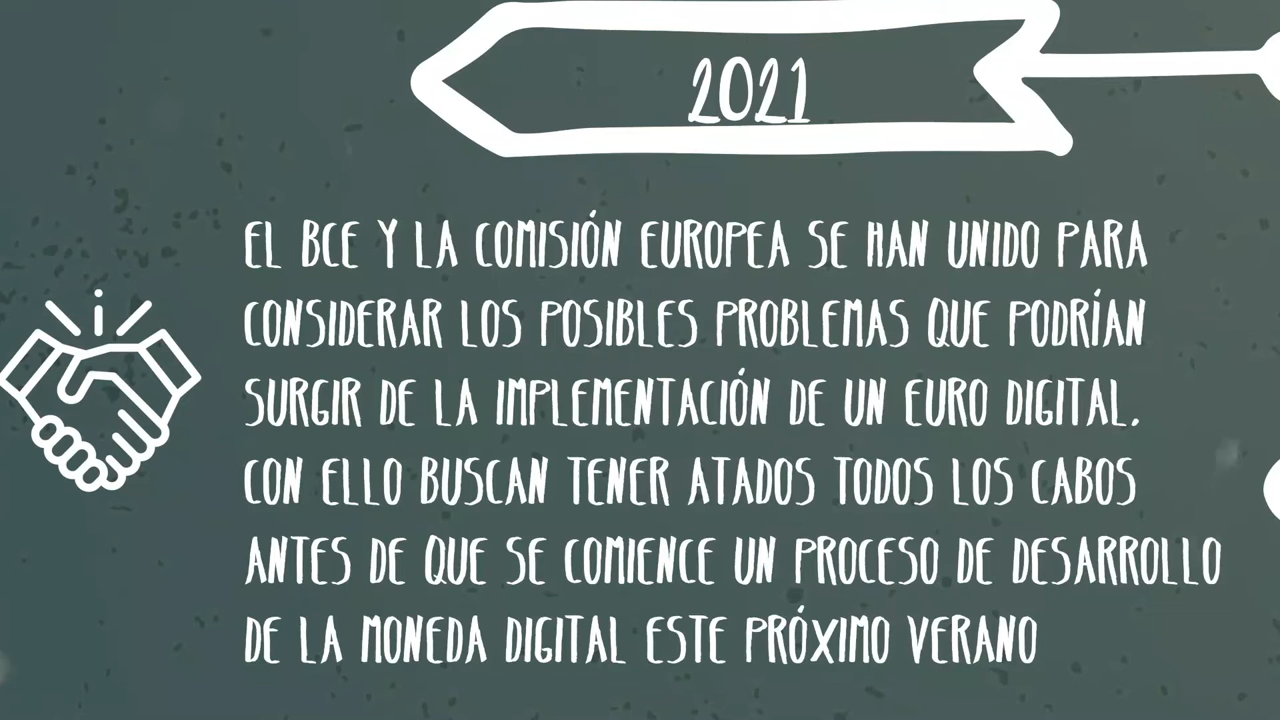 2021
EL BCE Y LA COMISIÓN EUROPEA SE HAN UNIDO PARA
CONSIDERAR LOS POSIBLES PROBLEMAS QUE PODRÍAN
SURGIR DE LA IMPLEMENTACIÓN DE UN EURO DIGITAL.
CON ELLO BUSCAN TENER ATADOS TODOS LOS CABOS
ANTES DE QUE SE COMIENCE UN PROCESO DE DESARROLLO
DE LA MONEDA DIGITAL ESTE PRÓXIMO VERANO